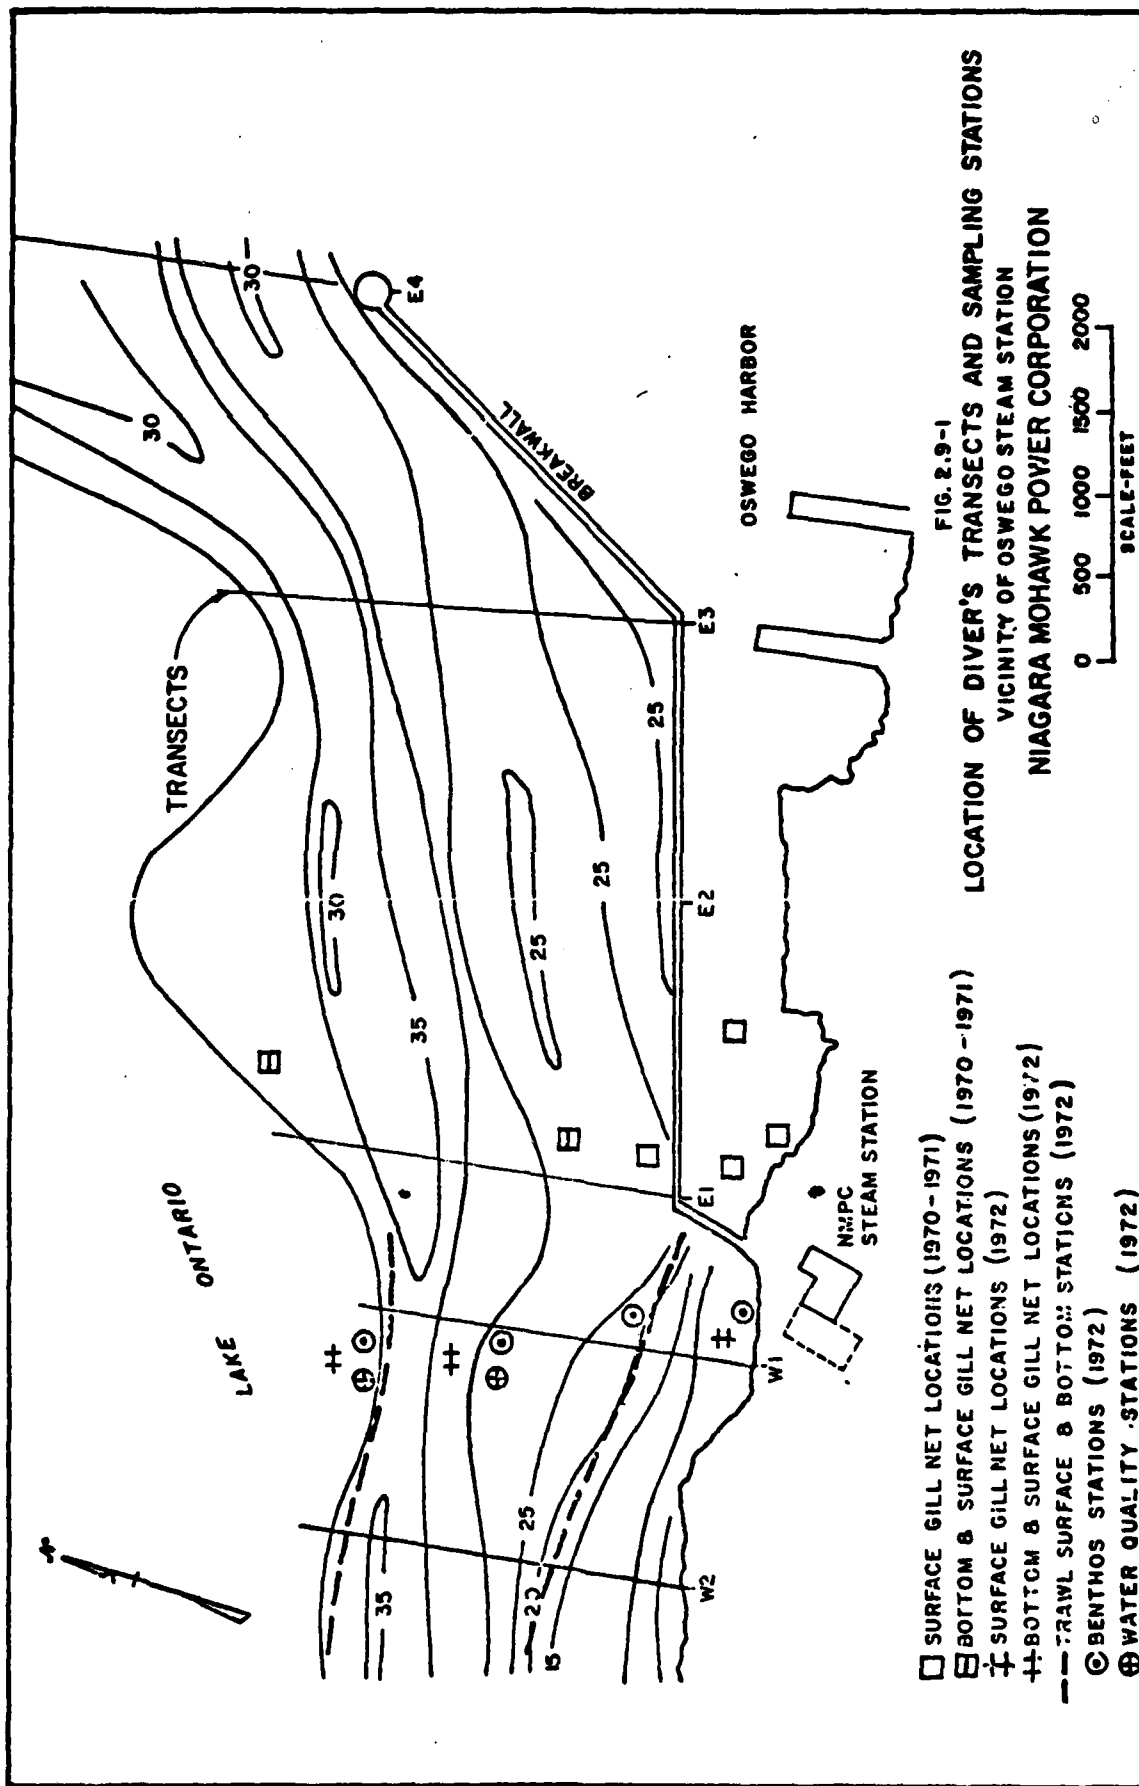 TRANSECTS
LAKE ONTARIO
30
30
30
35
35
25
25
25
25
20
15
BREAKWALL
E4
E3
E2
E1
W1
W2
OSWEGO HARBOR
NMPC
STEAM STATION
FIG. 2.9-1
LOCATION OF DIVER'S TRANSECTS AND SAMPLING STATIONS
VICINITY OF OSWEGO STEAM STATION
NIAGARA MOHAWK POWER CORPORATION
0 500 1000 1500 2000
SCALE-FEET
SURFACE GILL NET LOCATIONS (1970-1971)
BOTTOM & SURFACE GILL NET LOCATIONS (1970-1971)
SURFACE GILL NET LOCATIONS (1972)
BOTTOM & SURFACE GILL NET LOCATIONS (1972)
TRAWL SURFACE & BOTTOM STATIONS (1972)
BENTHOS STATIONS (1972)
WATER QUALITY STATIONS (1972)